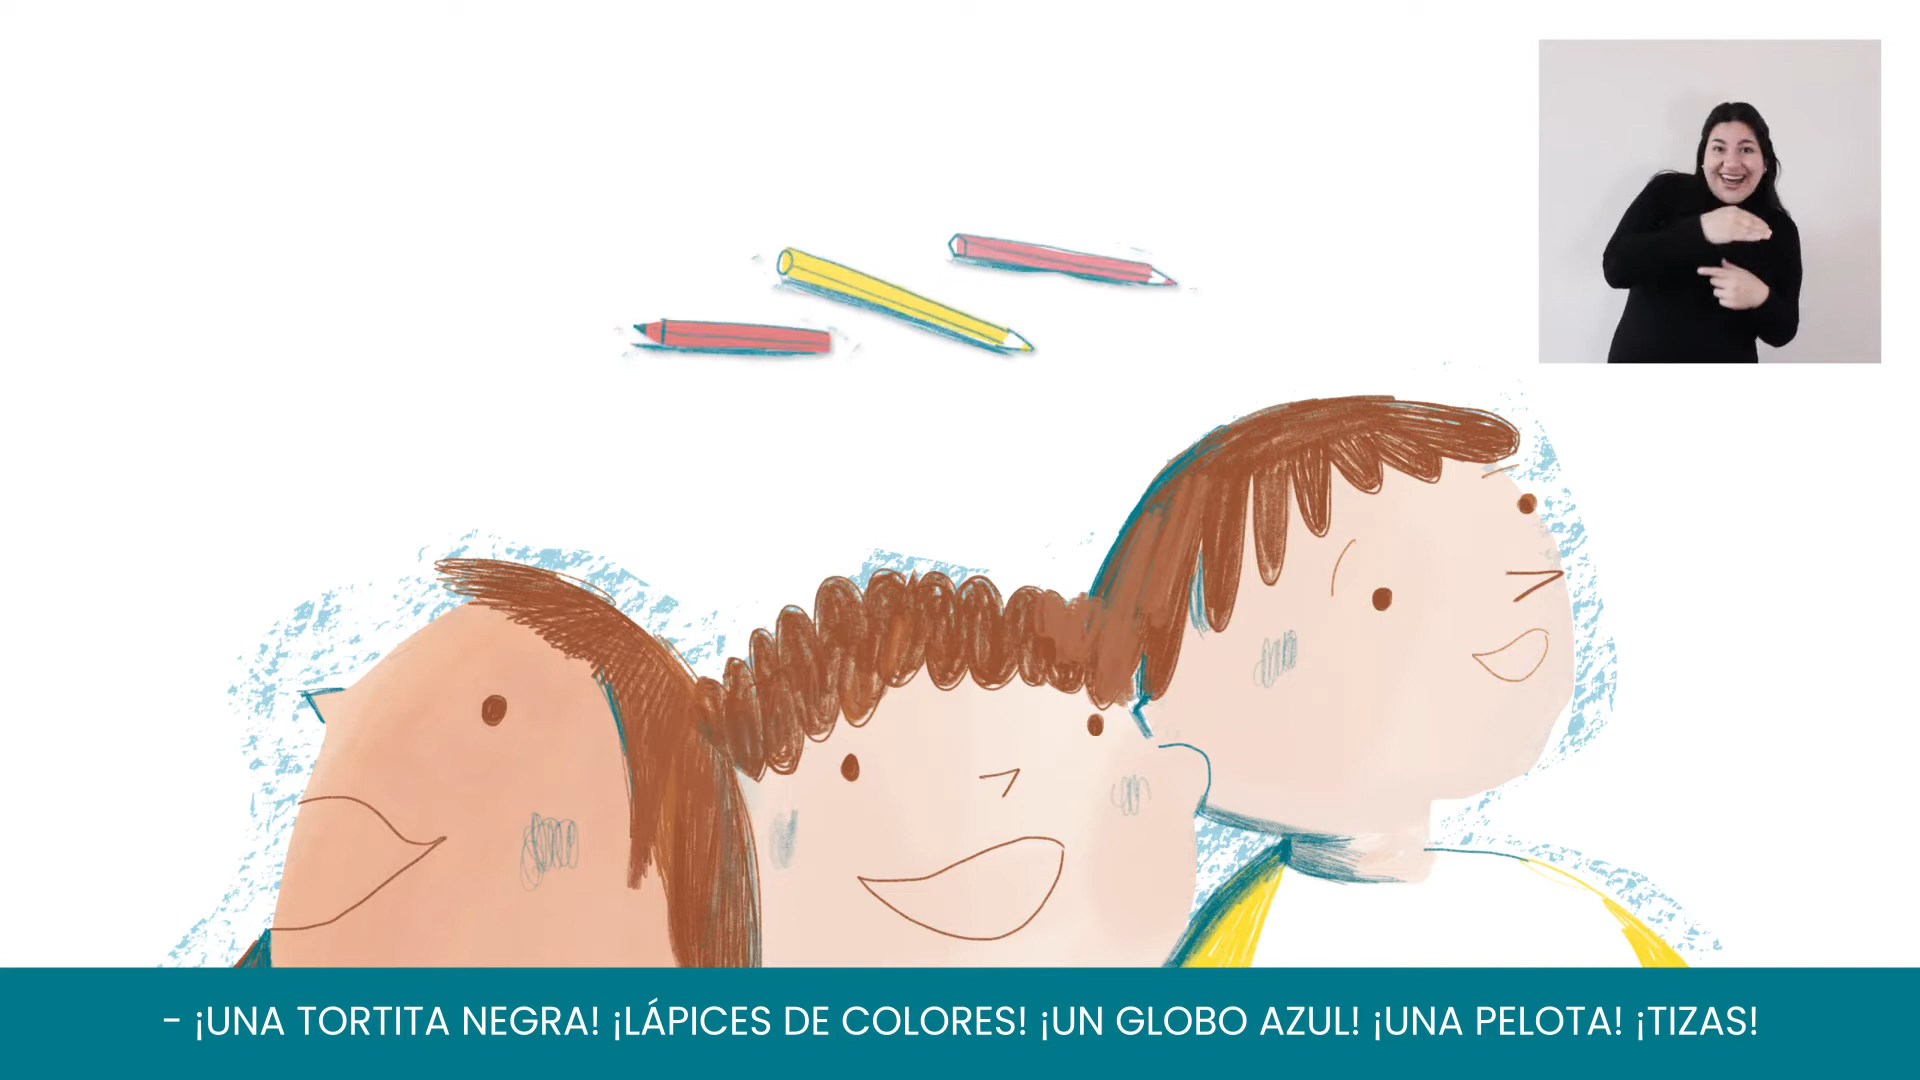 – ¡UNA TORTITA NEGRA! ¡LÁPICES DE COLORES! ¡UN GLOBO AZUL! ¡UNA PELOTA! ¡TIZAS!